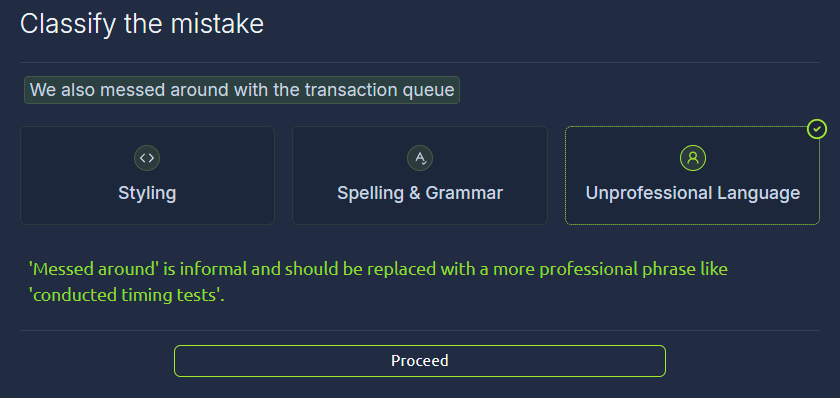 Classify the mistake
We also messed around with the transaction queue
Styling
Spelling & Grammar
Unprofessional Language
'Messed around' is informal and should be replaced with a more professional phrase like
'conducted timing tests'.
Proceed